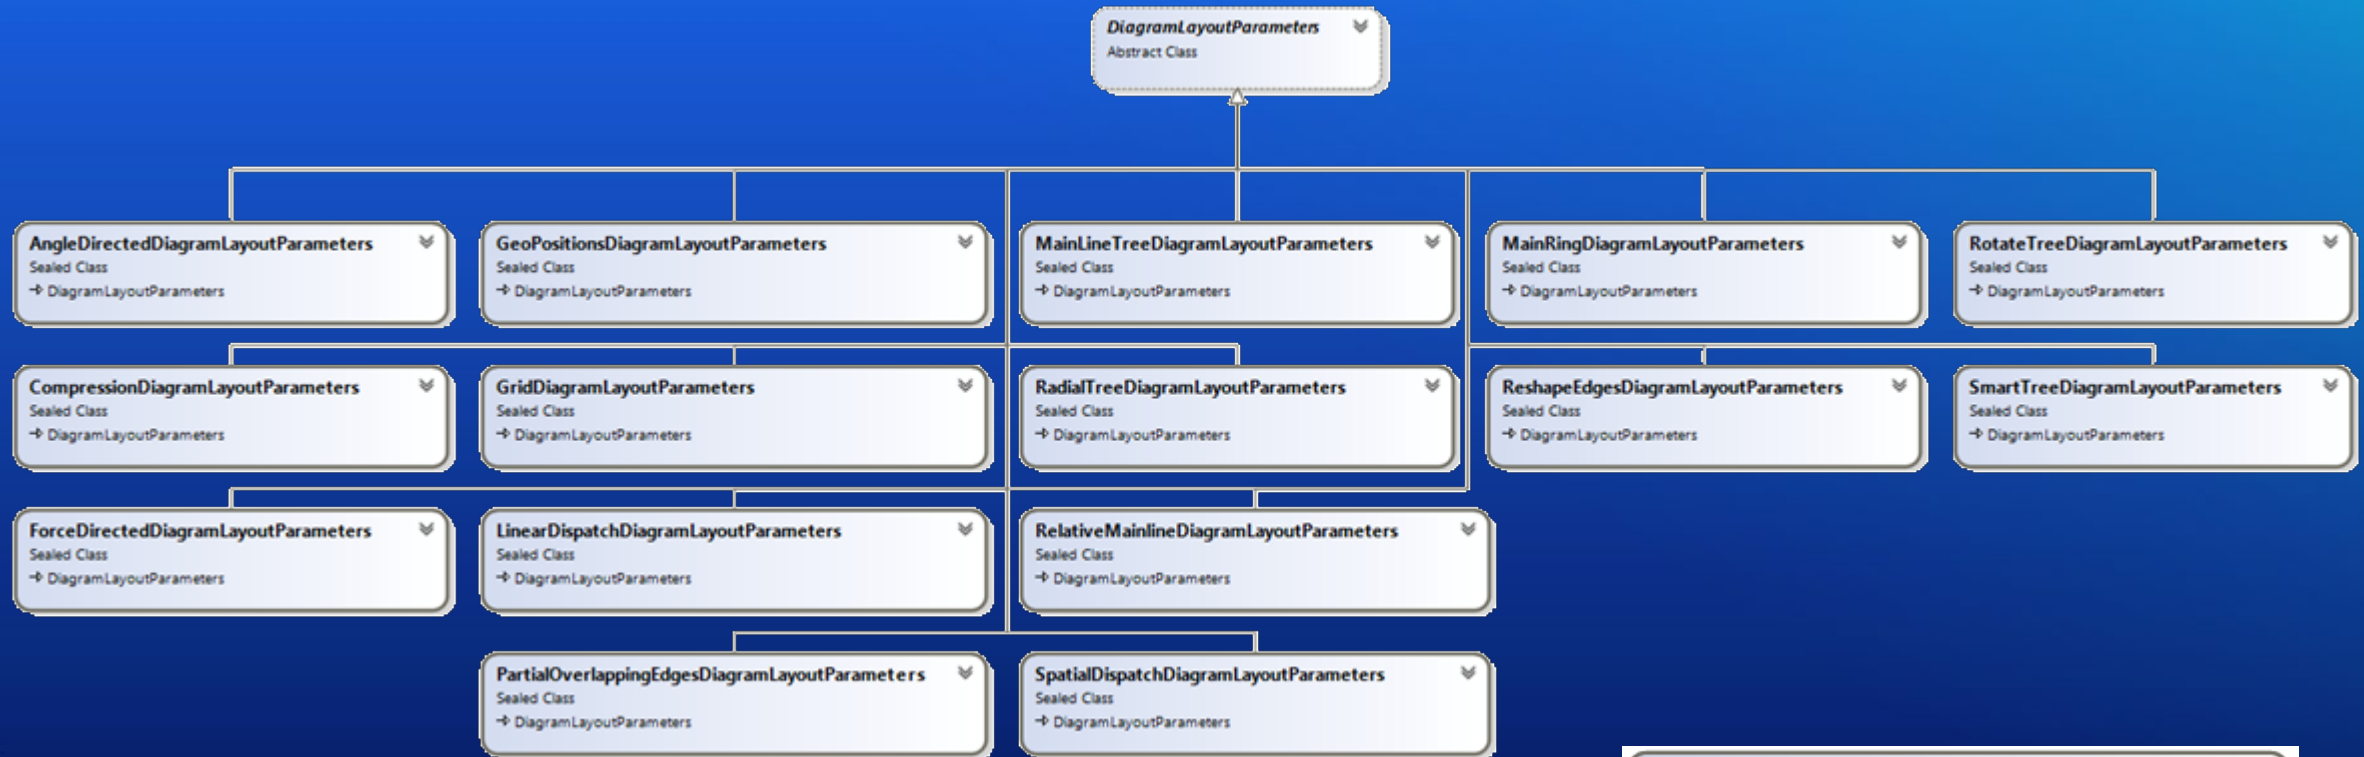 DiagramLayoutParameters
Abstract Class
AngleDirectedDiagramLayoutParameters
Sealed Class
DiagramLayoutParameters
GeoPositionsDiagramLayoutParameters
Sealed Class
DiagramLayoutParameters
MainLineTreeDiagramLayoutParameters
Sealed Class
DiagramLayoutParameters
MainRingDiagramLayoutParameters
Sealed Class
DiagramLayoutParameters
RotateTreeDiagramLayoutParameters
Sealed Class
DiagramLayoutParameters
CompressionDiagramLayoutParameters
Sealed Class
DiagramLayoutParameters
GridDiagramLayoutParameters
Sealed Class
DiagramLayoutParameters
RadialTreeDiagramLayoutParameters
Sealed Class
DiagramLayoutParameters
ReshapeEdgesDiagramLayoutParameters
Sealed Class
DiagramLayoutParameters
SmartTreeDiagramLayoutParameters
Sealed Class
DiagramLayoutParameters
ForceDirectedDiagramLayoutParameters
Sealed Class
DiagramLayoutParameters
LinearDispatchDiagramLayoutParameters
Sealed Class
DiagramLayoutParameters
RelativeMainlineDiagramLayoutParameters
Sealed Class
DiagramLayoutParameters
PartialOverlappingEdgesDiagramLayoutParameters
Sealed Class
DiagramLayoutParameters
SpatialDispatchDiagramLayoutParameters
Sealed Class
DiagramLayoutParameters